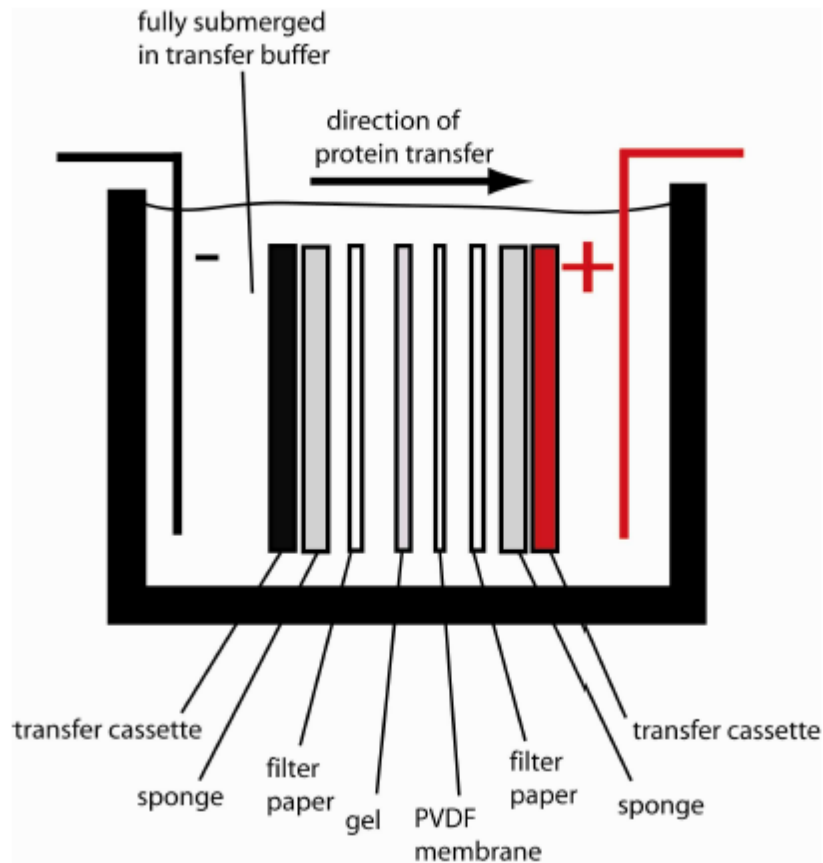 fully submerged
in transfer buffer
direction of
protein transfer
-
+
transfer cassette
sponge
filter
paper
gel
PVDF
membrane
filter
paper
sponge
transfer cassette